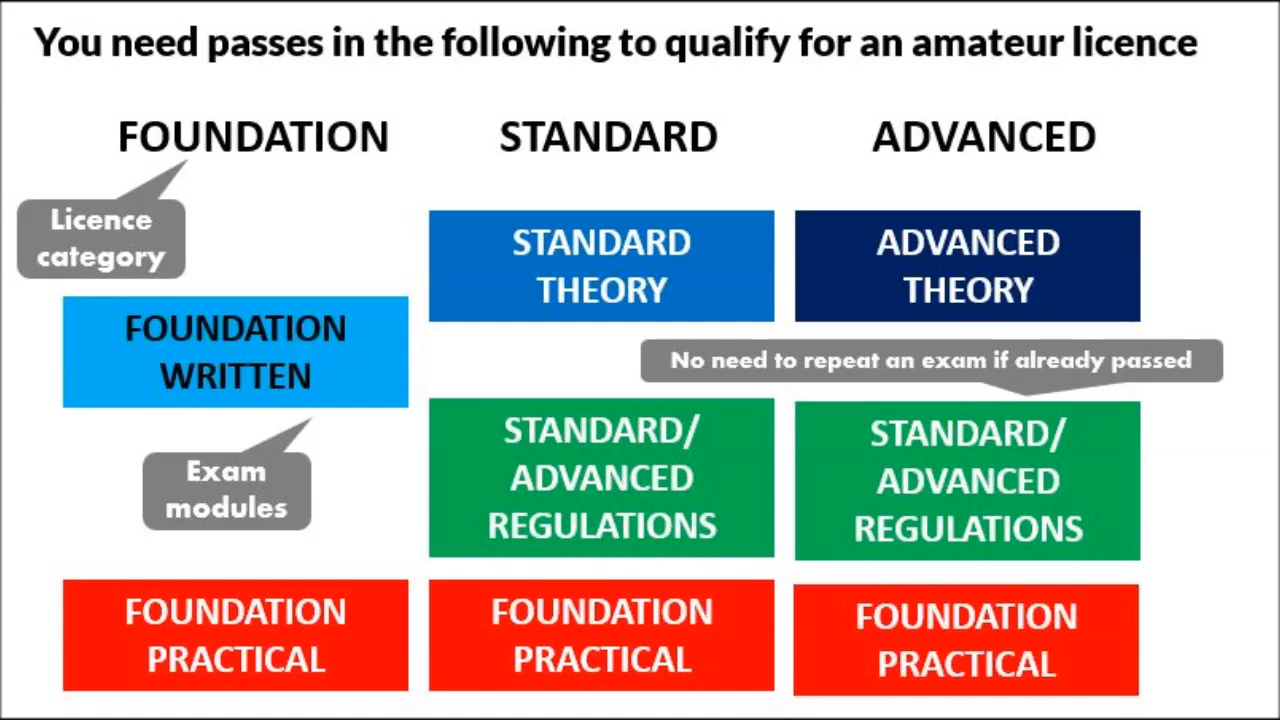 You need passes in the following to qualify for an amateur licence
FOUNDATION
STANDARD
ADVANCED
Licence
category
FOUNDATION
WRITTEN
Exam
modules
FOUNDATION
PRACTICAL
STANDARD
THEORY
STANDARD/
ADVANCED
REGULATIONS
FOUNDATION
PRACTICAL
ADVANCED
THEORY
No need to repeat an exam if already passed
STANDARD/
ADVANCED
REGULATIONS
FOUNDATION
PRACTICAL